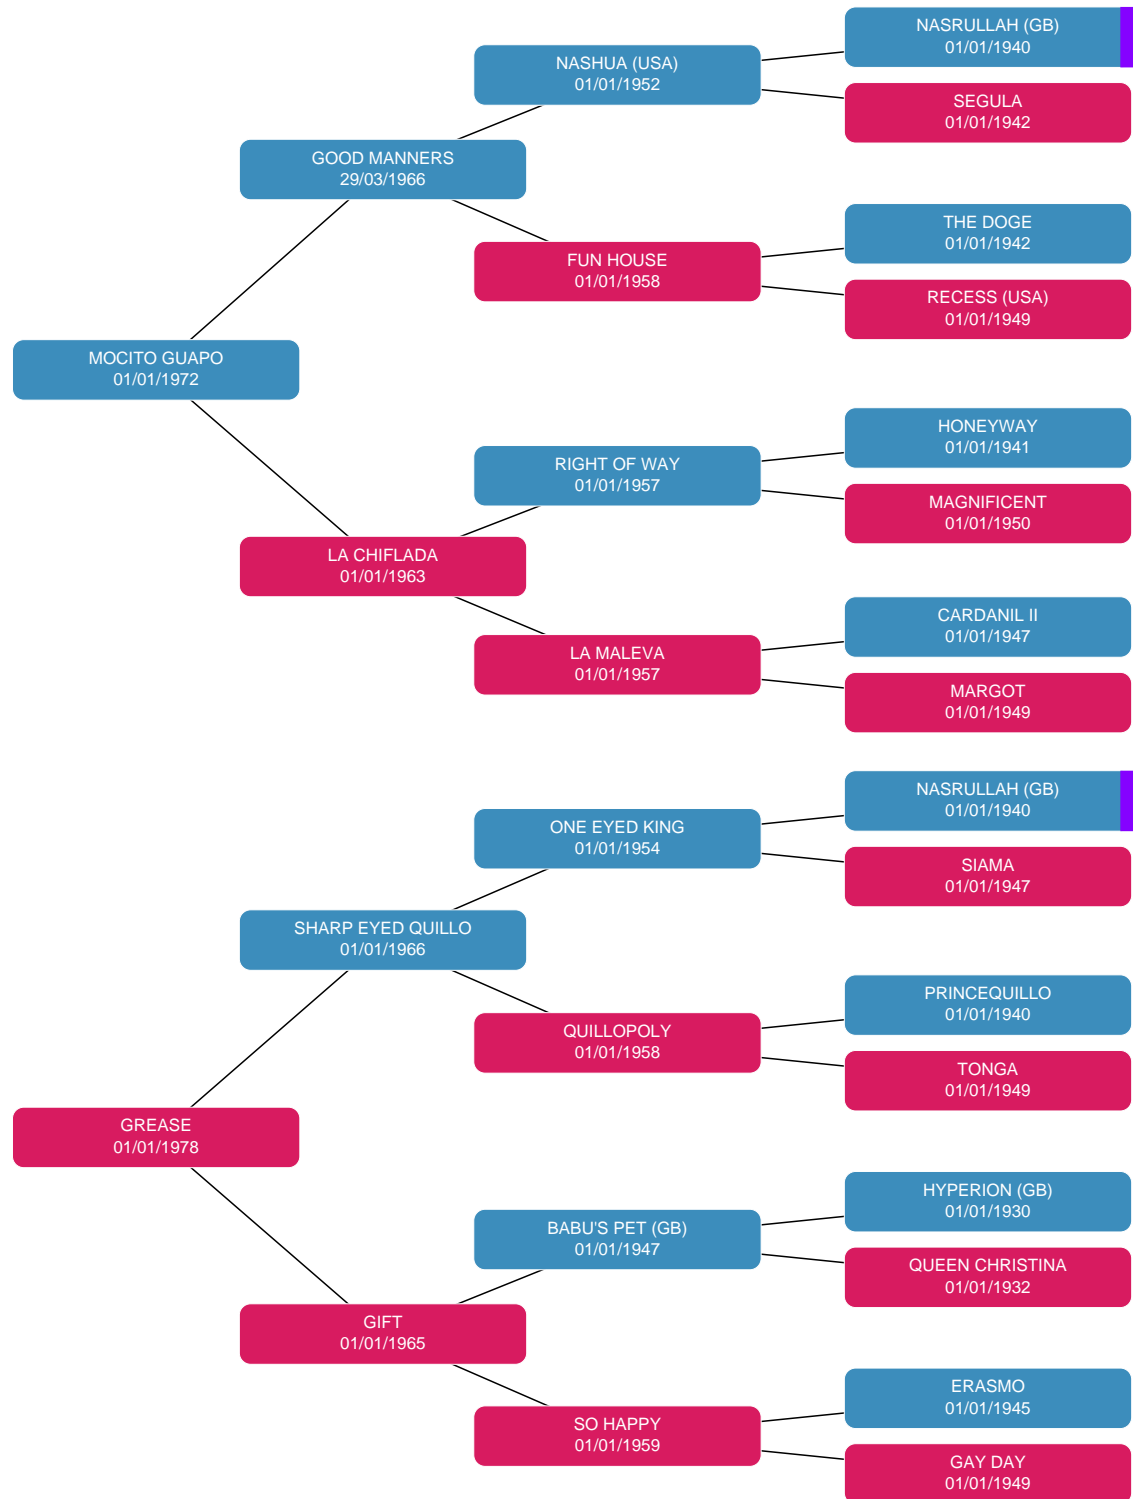 NASRULLAH (GB)
01/01/1940
NASHUA (USA)
01/01/1952
SEGULA
01/01/1942
GOOD MANNERS
29/03/1966
THE DOGE
01/01/1942
FUN HOUSE
01/01/1958
RECESS (USA)
01/01/1949
MOCITO GUAPO
01/01/1972
HONEYWAY
01/01/1941
RIGHT OF WAY
01/01/1957
MAGNIFICENT
01/01/1950
LA CHIFLADA
01/01/1963
CARDANIL II
01/01/1947
LA MALEVA
01/01/1957
MARGOT
01/01/1949
NASRULLAH (GB)
01/01/1940
ONE EYED KING
01/01/1954
SIAMA
01/01/1947
SHARP EYED QUILLO
01/01/1966
PRINCEQUILLO
01/01/1940
QUILLOPOLY
01/01/1958
TONGA
01/01/1949
GREASE
01/01/1978
HYPERION (GB)
01/01/1930
BABU'S PET (GB)
01/01/1947
QUEEN CHRISTINA
01/01/1932
GIFT
01/01/1965
ERASMO
01/01/1945
SO HAPPY
01/01/1959
GAY DAY
01/01/1949